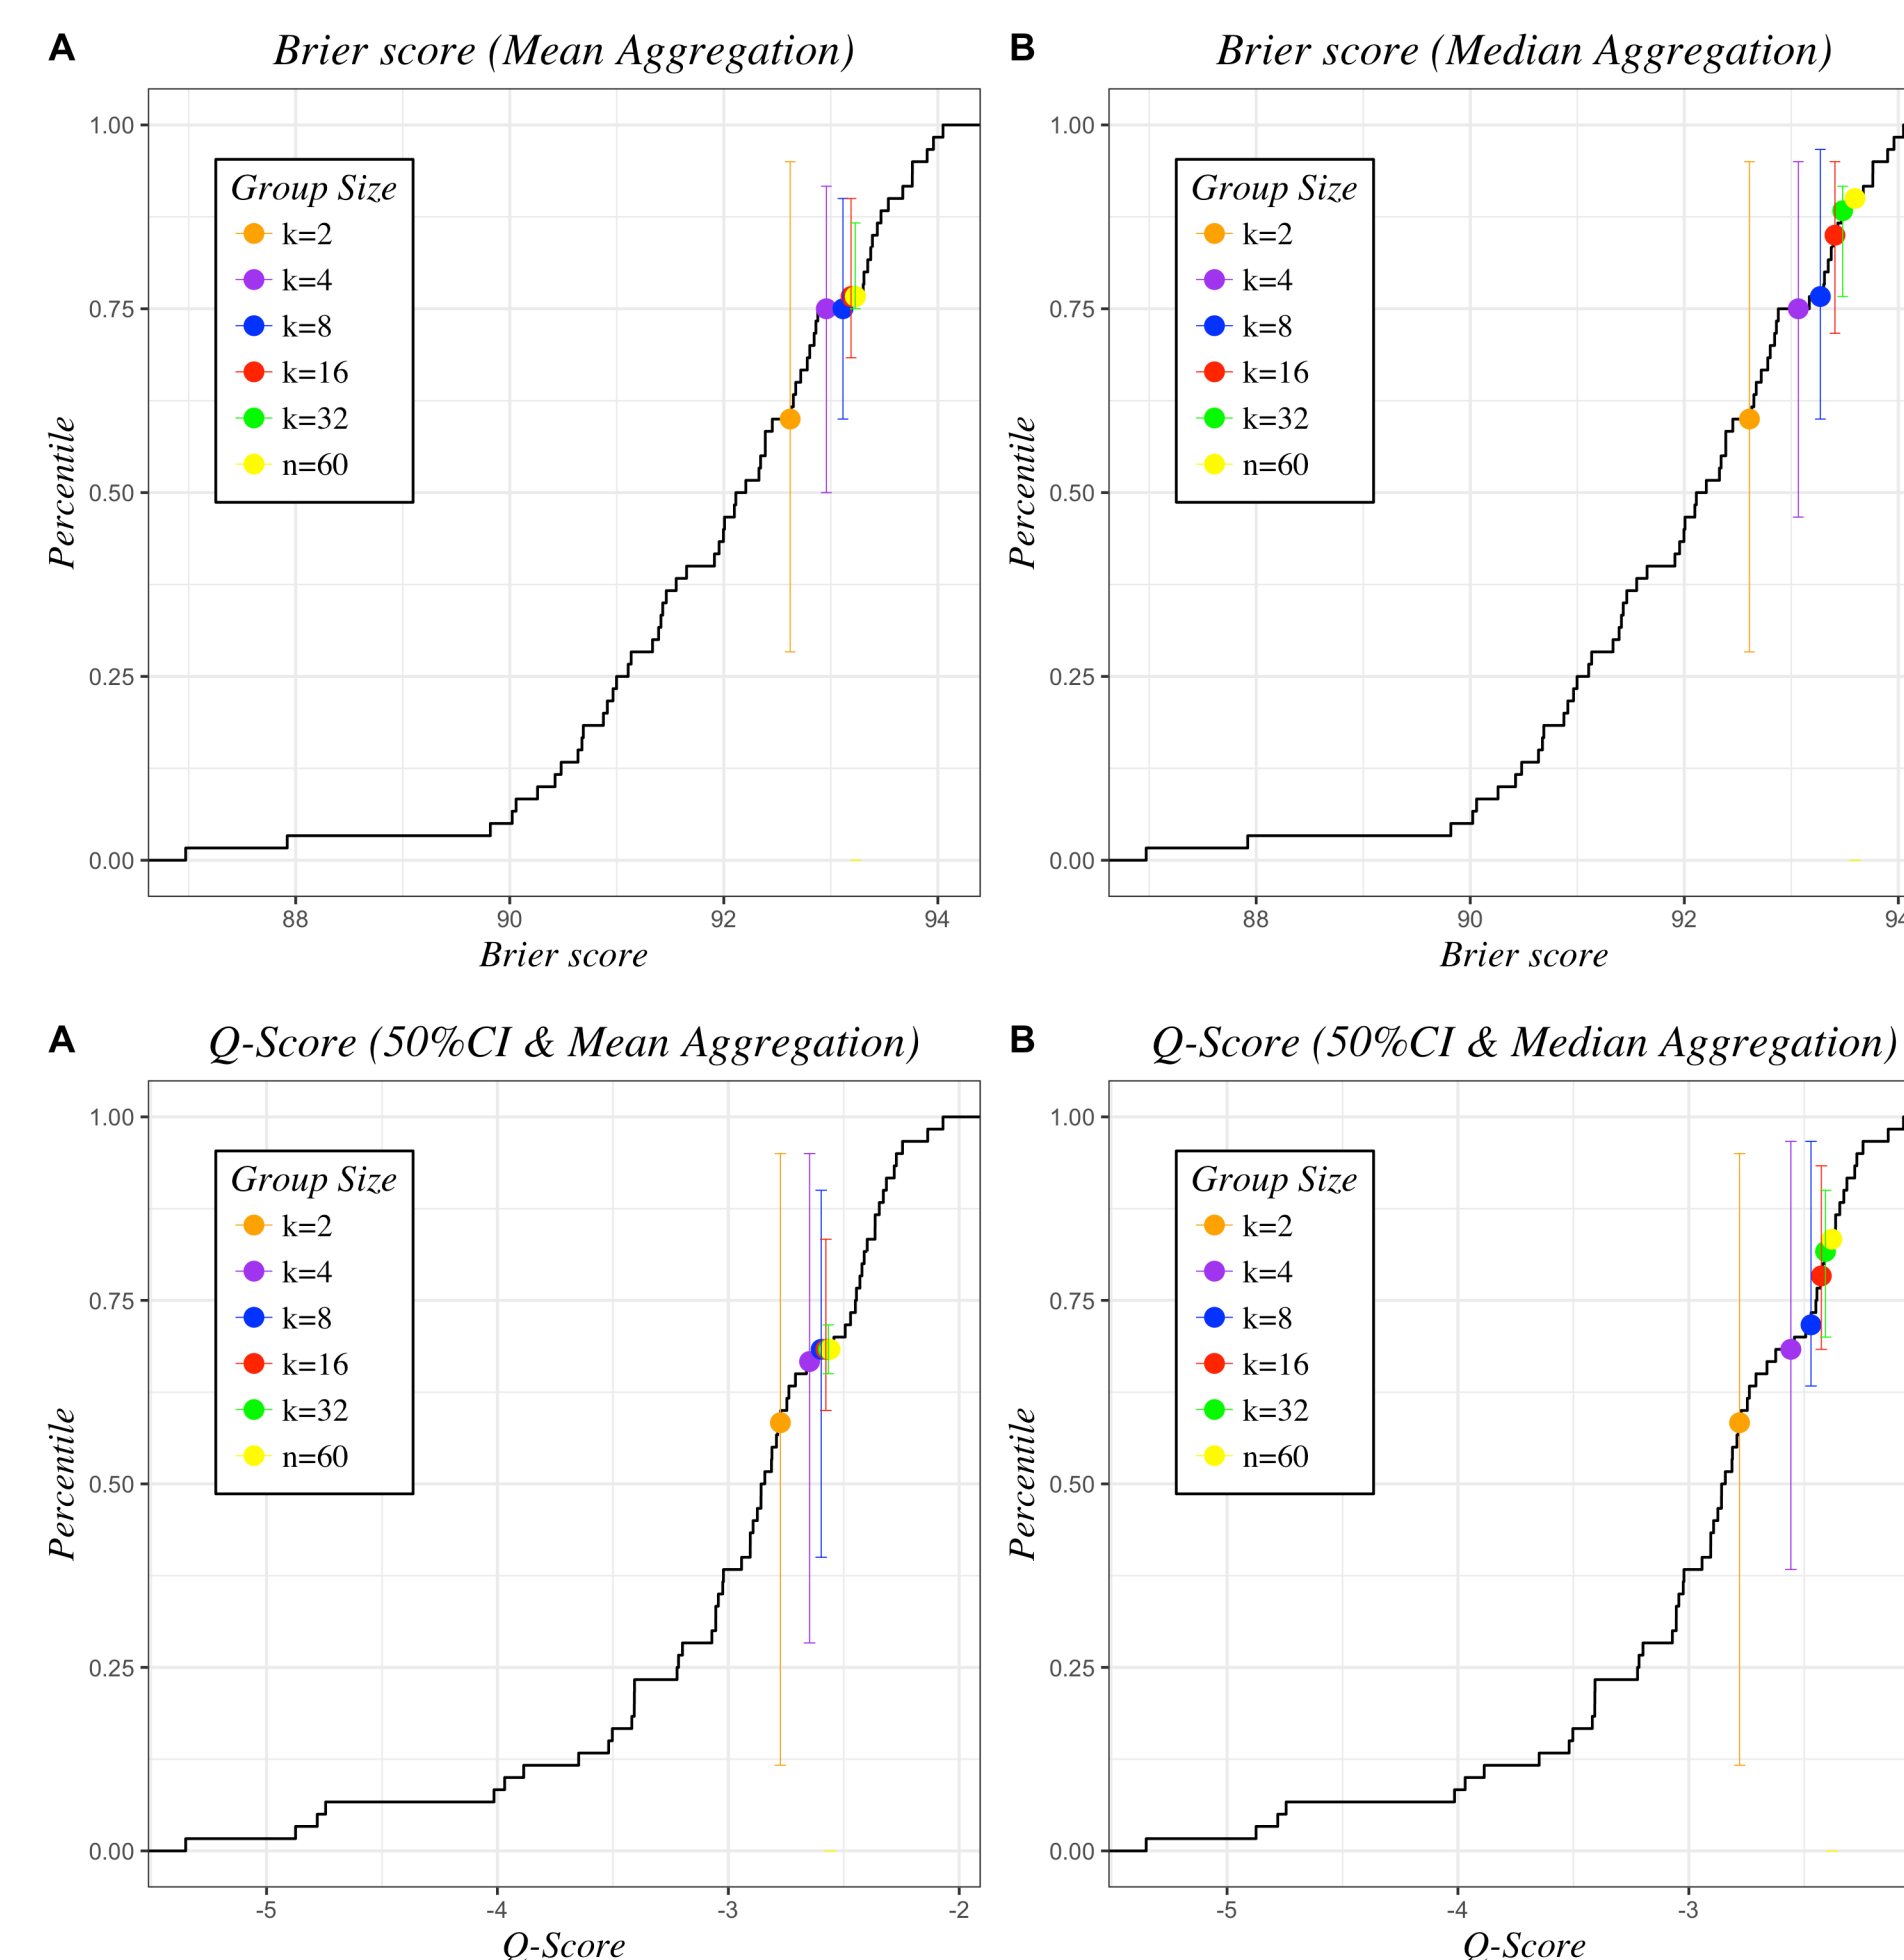 A
Brier score (Mean Aggregation)
Percentile
1.00
0.75
0.50
0.25
0.00
Group Size
k=2
k=4
k=8
k=16
k=32
n=60
88
90
92
94
Brier score
B
Brier score (Median Aggregation)
Percentile
1.00
0.75
0.50
0.25
0.00
Group Size
k=2
k=4
k=8
k=16
k=32
n=60
88
90
92
94
Brier score
A
Q-Score (50%CI & Mean Aggregation)
Percentile
1.00
0.75
0.50
0.25
0.00
Group Size
k=2
k=4
k=8
k=16
k=32
n=60
-5
-4
-3
-2
Q-Score
B
Q-Score (50%CI & Median Aggregation)
Percentile
1.00
0.75
0.50
0.25
0.00
Group Size
k=2
k=4
k=8
k=16
k=32
n=60
-5
-4
-3
Q-Score